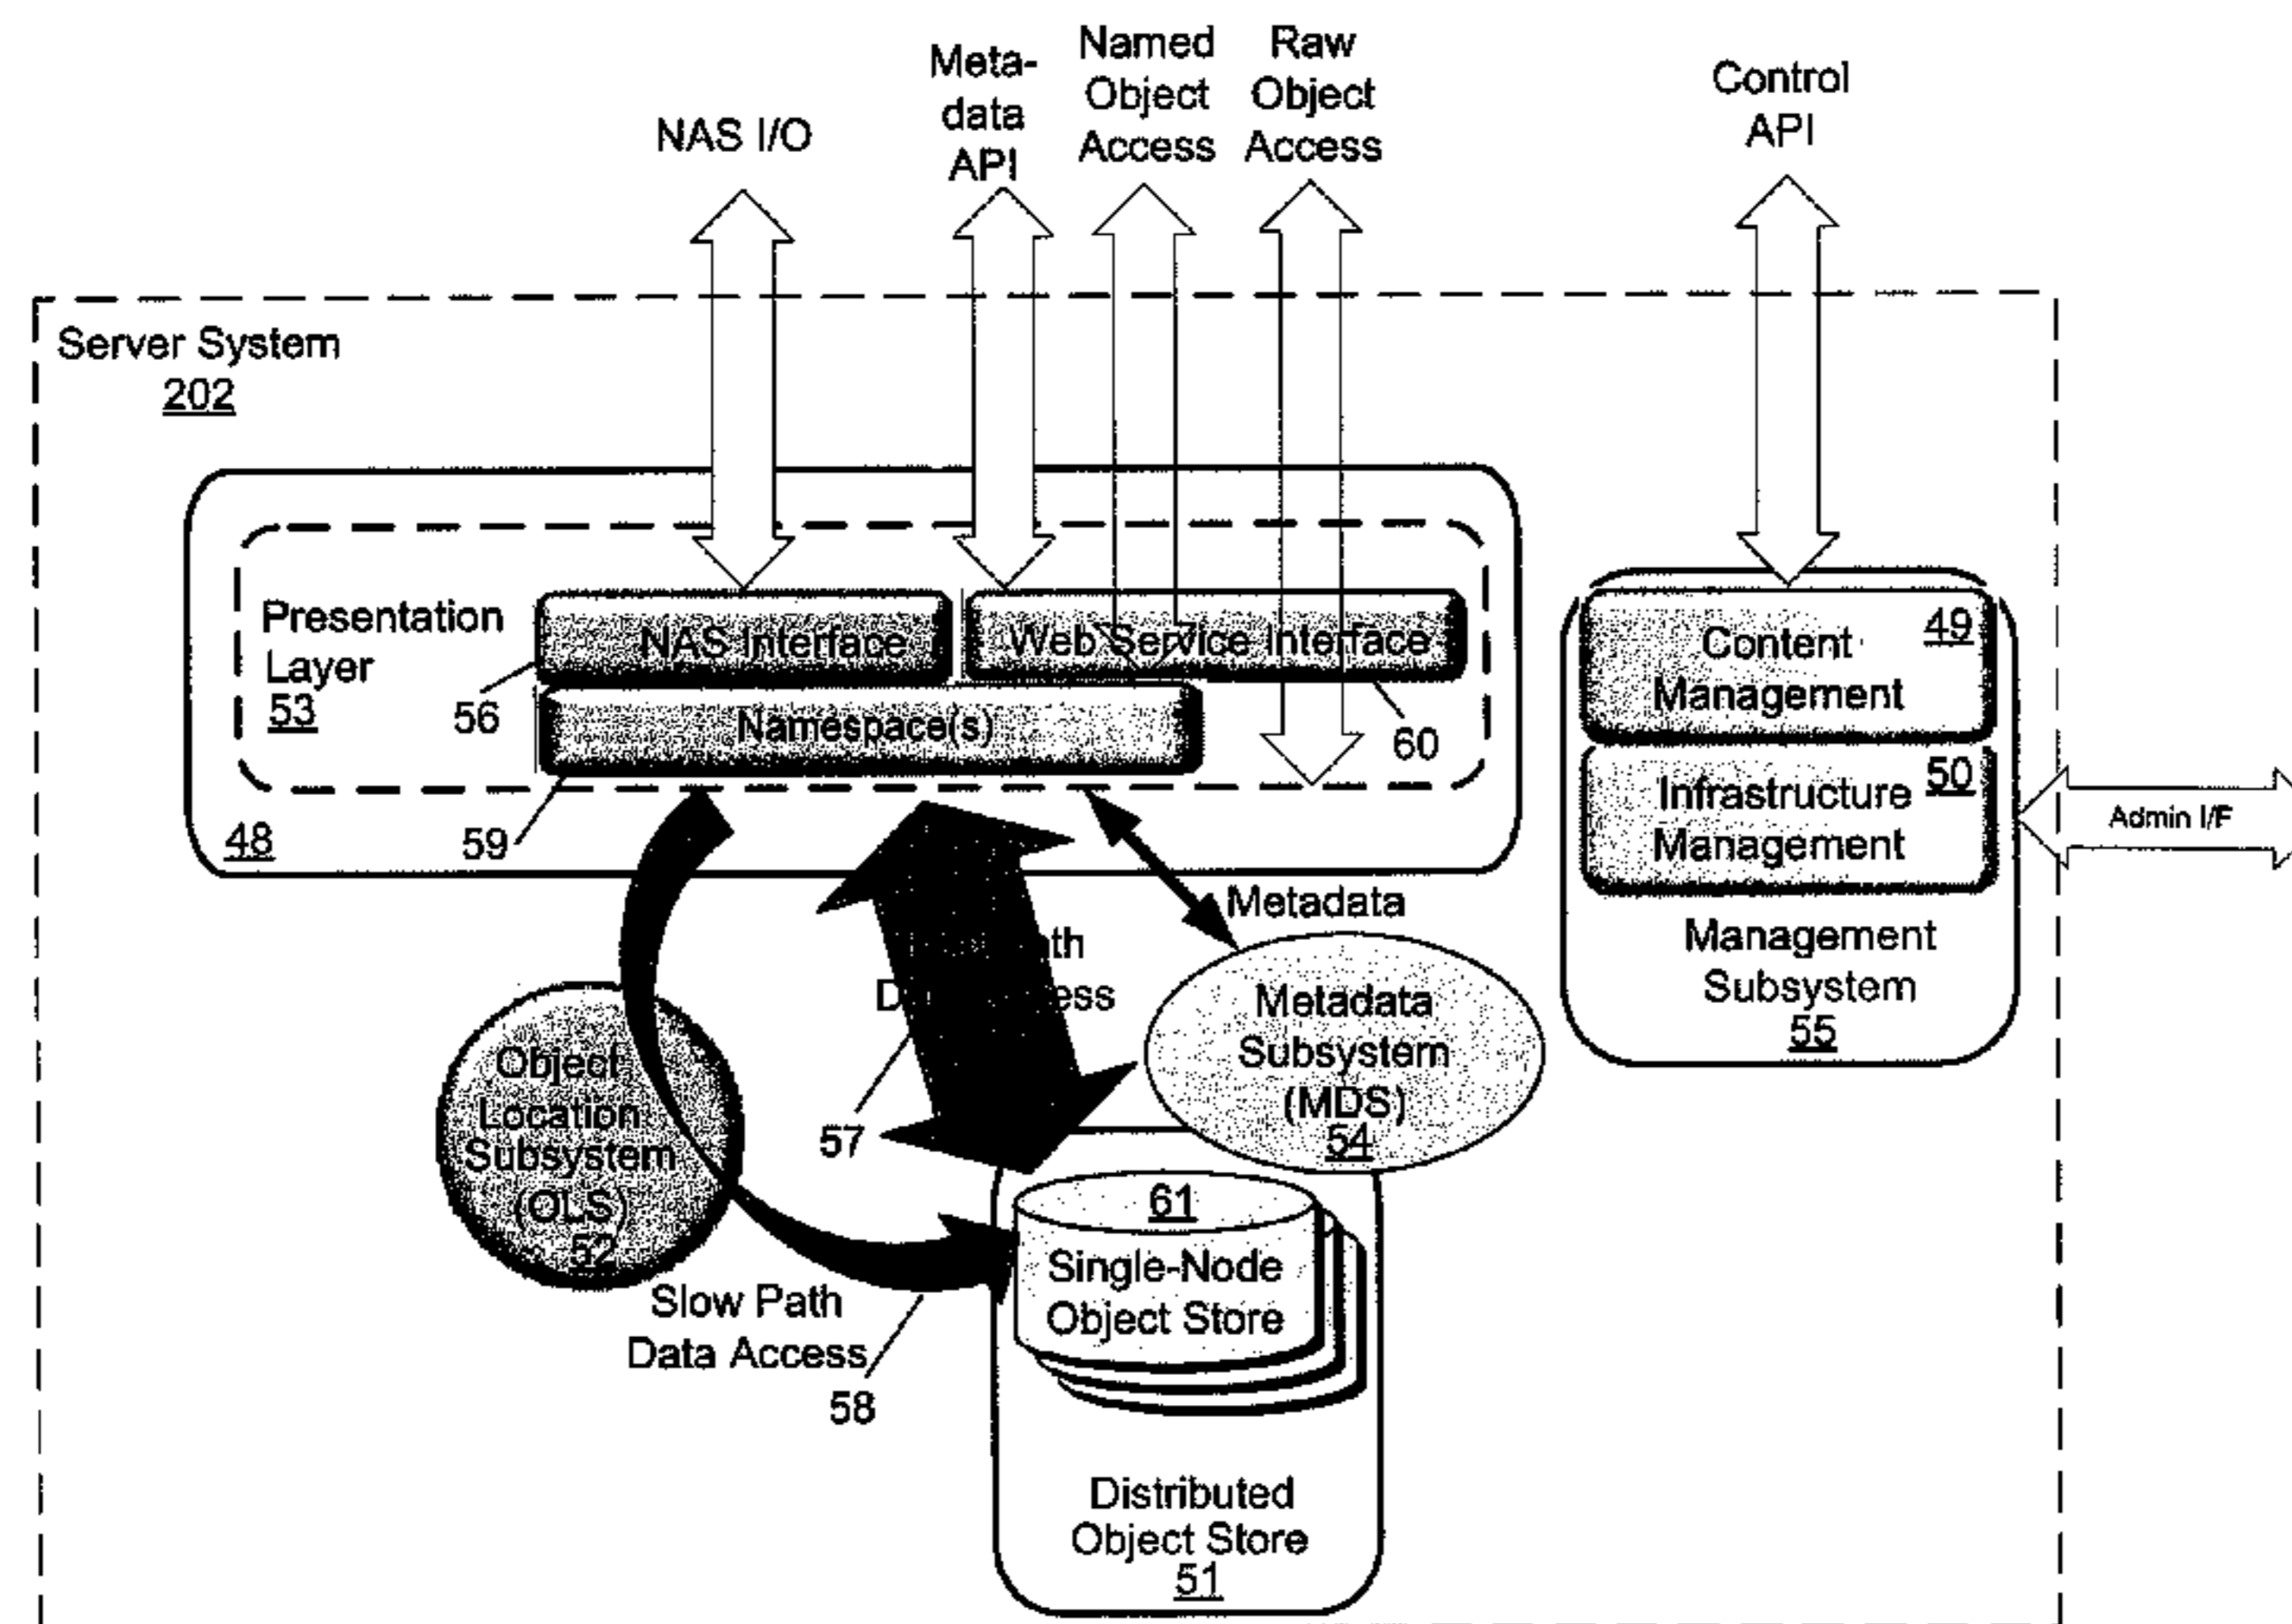 NAS I/O
Meta-
data
API
Named
Object
Access
Raw
Object
Access
Control
API
Server System
202
Presentation
Layer
53
NAS Interface
Web Service Interface
56
Namespace(s)
60
59
48
Content
49
Management
Infrastructure
50
Management
Management
Subsystem
55
Admin I/F
Metadata
Metadata
Subsystem
(MDS)
54
Object
Location
Subsystem
(OLS)
52
57
Slow Path
Data Access
58
61
Single-Node
Object Store
Distributed
Object Store
51